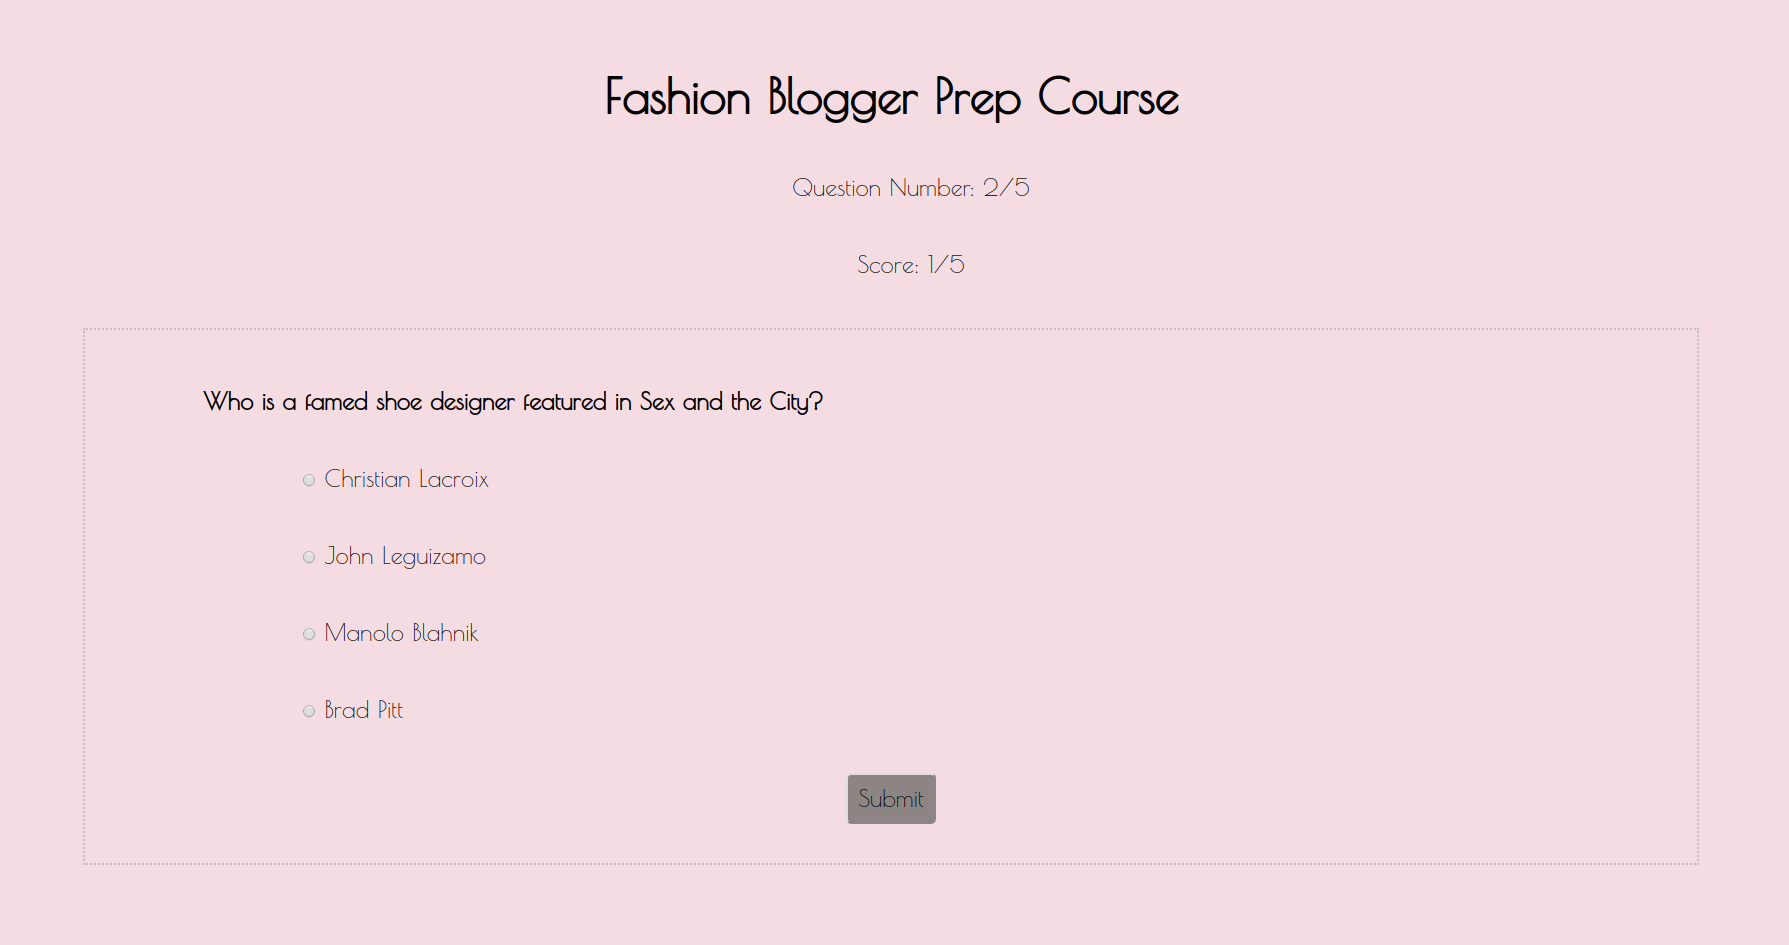 Fashion Blogger Prep Course
Question Number: 2/5
Score: 1/5
Who is a famed shoe designer featured in Sex and the City?
Christian Lacroix
John Leguizamo
Manolo Blahnik
Brad Pitt
Submit